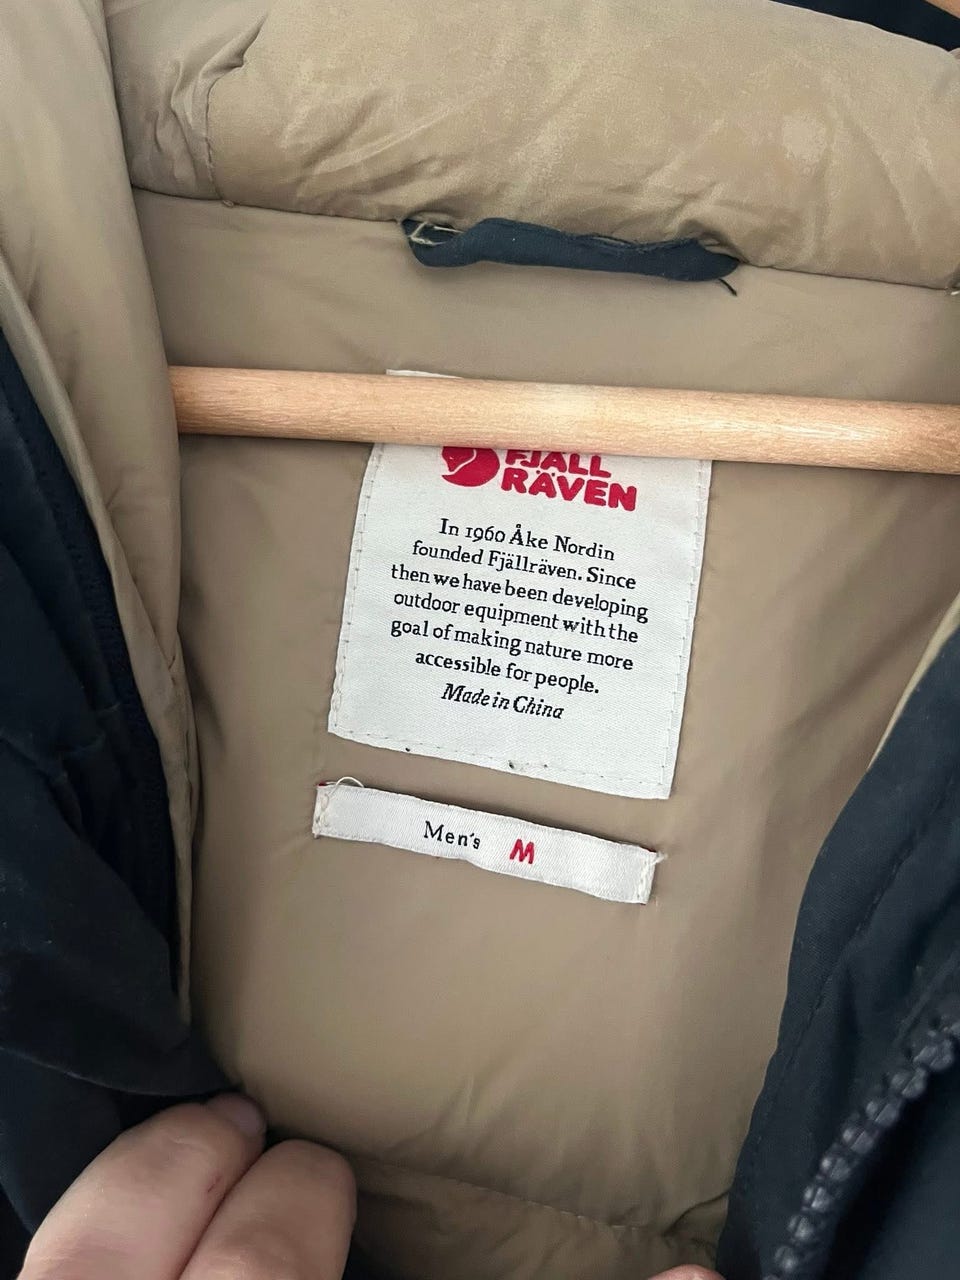 FJÄLL
RÄVEN
In 1960 Åke Nordin
founded Fjällräven. Since
then we have been developing
outdoor equipment with the
goal of making nature more
accessible for people.
Made in China
Men's M